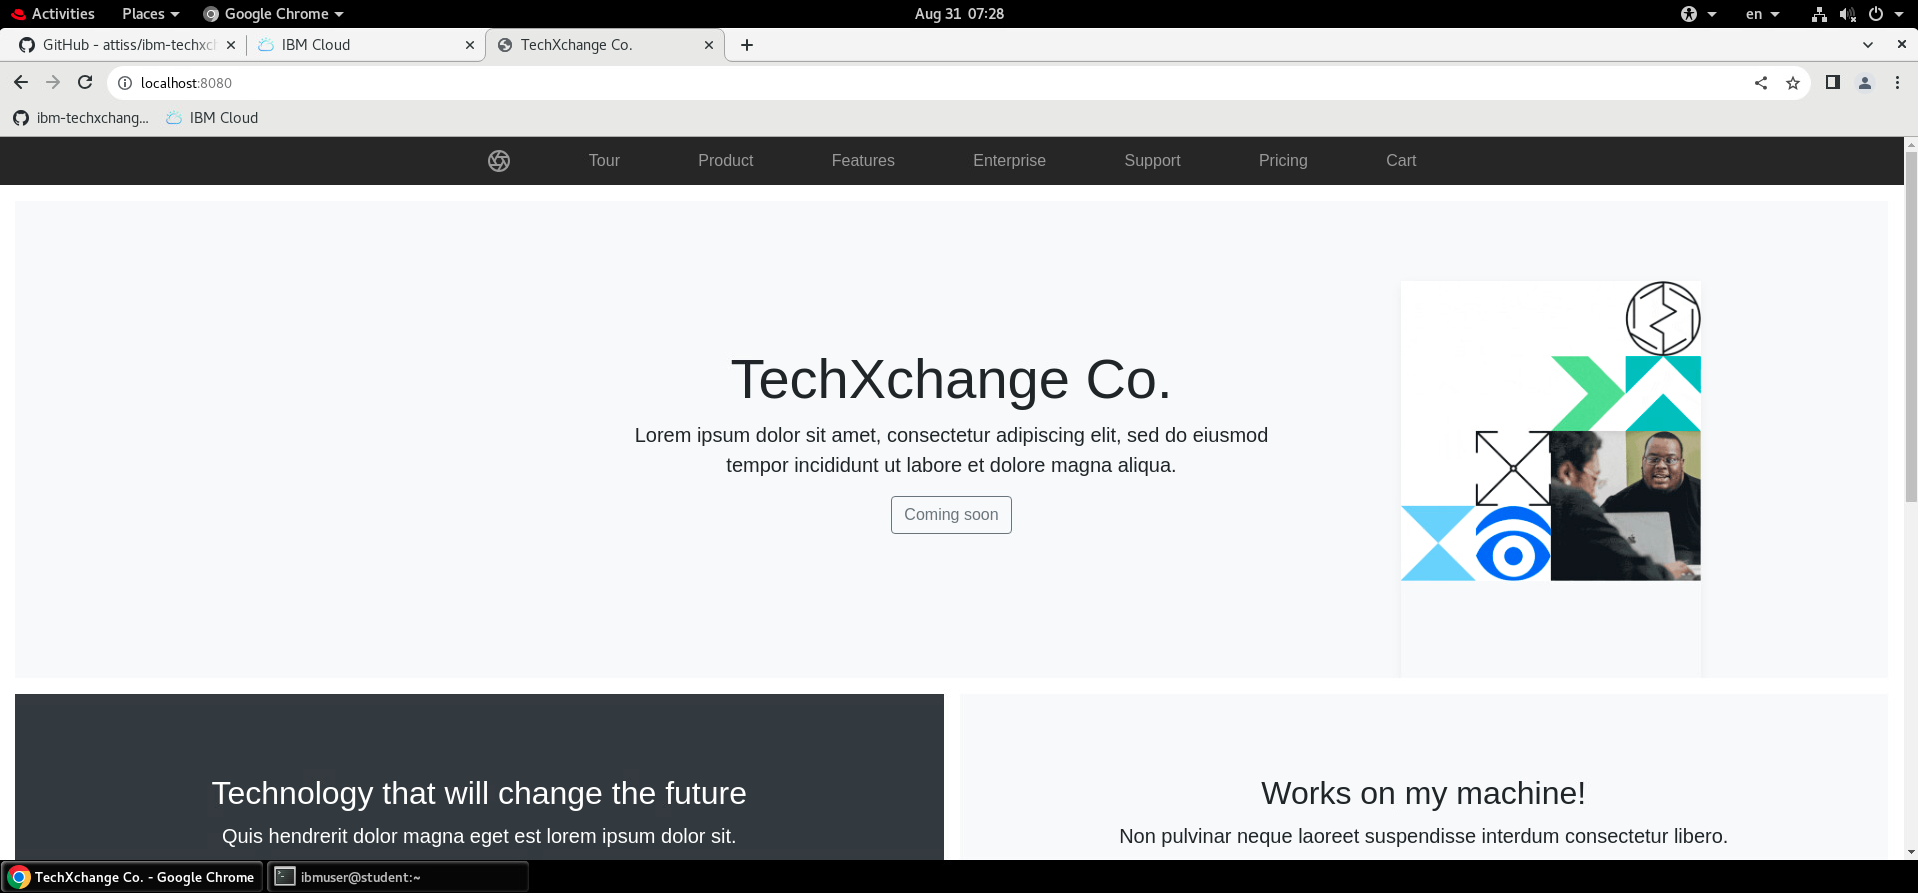 Activities Places Google Chrome Aug 31 07:28 en
GitHub - attiss/ibm-techxch IBM Cloud TechXchange Co.
localhost:8080
ibm-techxchang... IBM Cloud
Tour Product Features Enterprise Support Pricing Cart
TechXchange Co.
Lorem ipsum dolor sit amet, consectetur adipiscing elit, sed do eiusmod
tempor incididunt ut labore et dolore magna aliqua.
Coming soon
Technology that will change the future
Quis hendrerit dolor magna eget est lorem ipsum dolor sit.
Works on my machine!
Non pulvinar neque laoreet suspendisse interdum consectetur libero.
TechXchange Co. - Google Chrome ibmuser@student:~